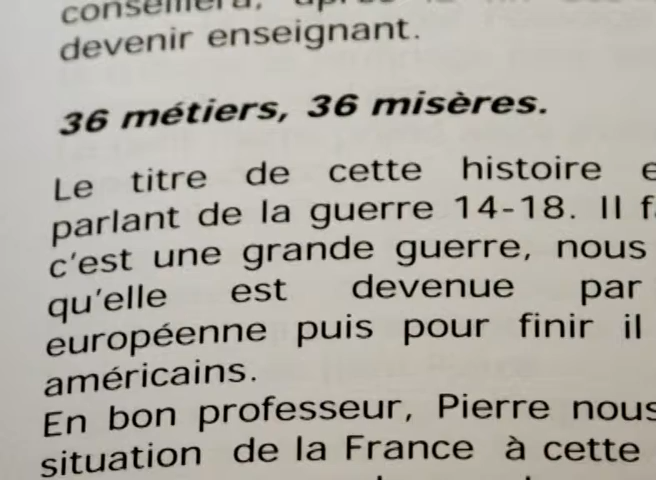 devenir enseignant.
36 métiers, 36 misères.
Le titre de cette histoire
parlant de la guerre 14-18. Il
c'est une grande guerre, nous
qu'elle est devenue par
européenne puis pour finir il
américains.
En bon professeur, Pierre nous
situation de la France à cette